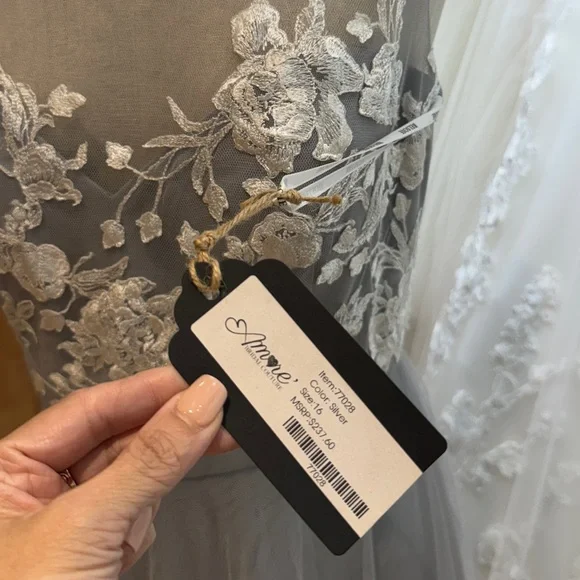 Amore'
BRIDAL COUTURE
Item:77028
Color: Silver
Size:16
MSRP:$237.60
77028